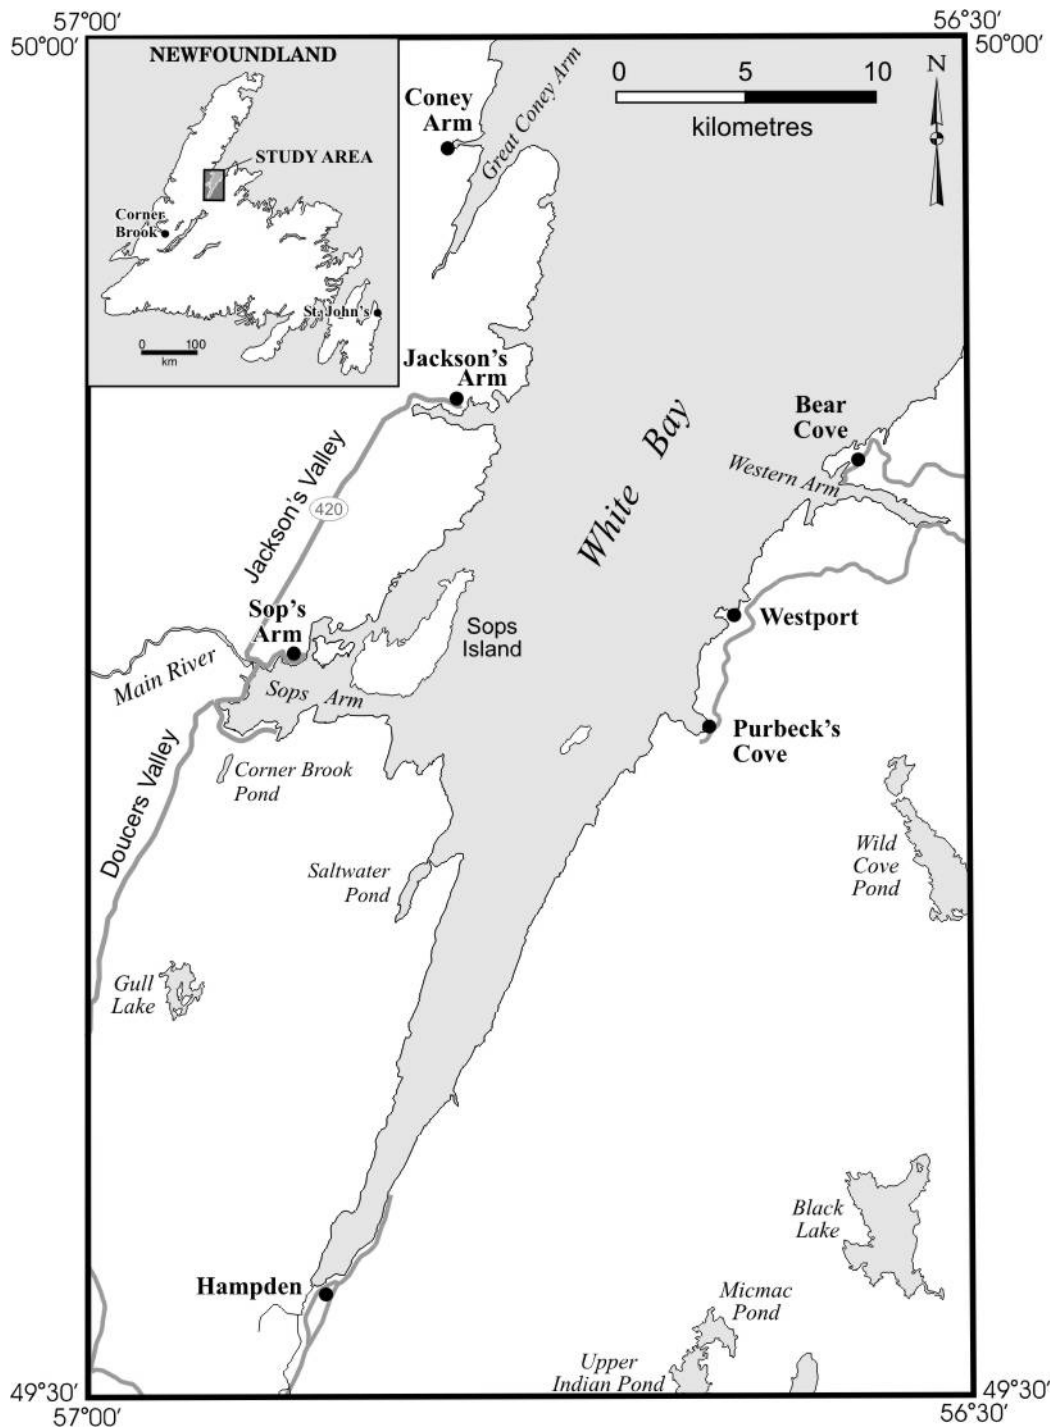 57°00'
56°30'
50°00'
50°00'
NEWFOUNDLAND
STUDY AREA
Corner
Brook
St. John's
0 100
km
0 5 10
kilometres
N
Coney
Arm
Great Coney Arm
Jackson's
Arm
Bear
Cove
White Bay
Western Arm
Jackson's Valley
420
Sop's
Arm
Sops
Island
Westport
Main River
Sops Arm
Purbeck's
Cove
Doucers Valley
Corner Brook
Pond
Wild
Cove
Pond
Saltwater
Pond
Gull
Lake
Black
Lake
Hampden
Micmac
Pond
Upper
Indian Pond
49°30'
49°30'
57°00'
56°30'